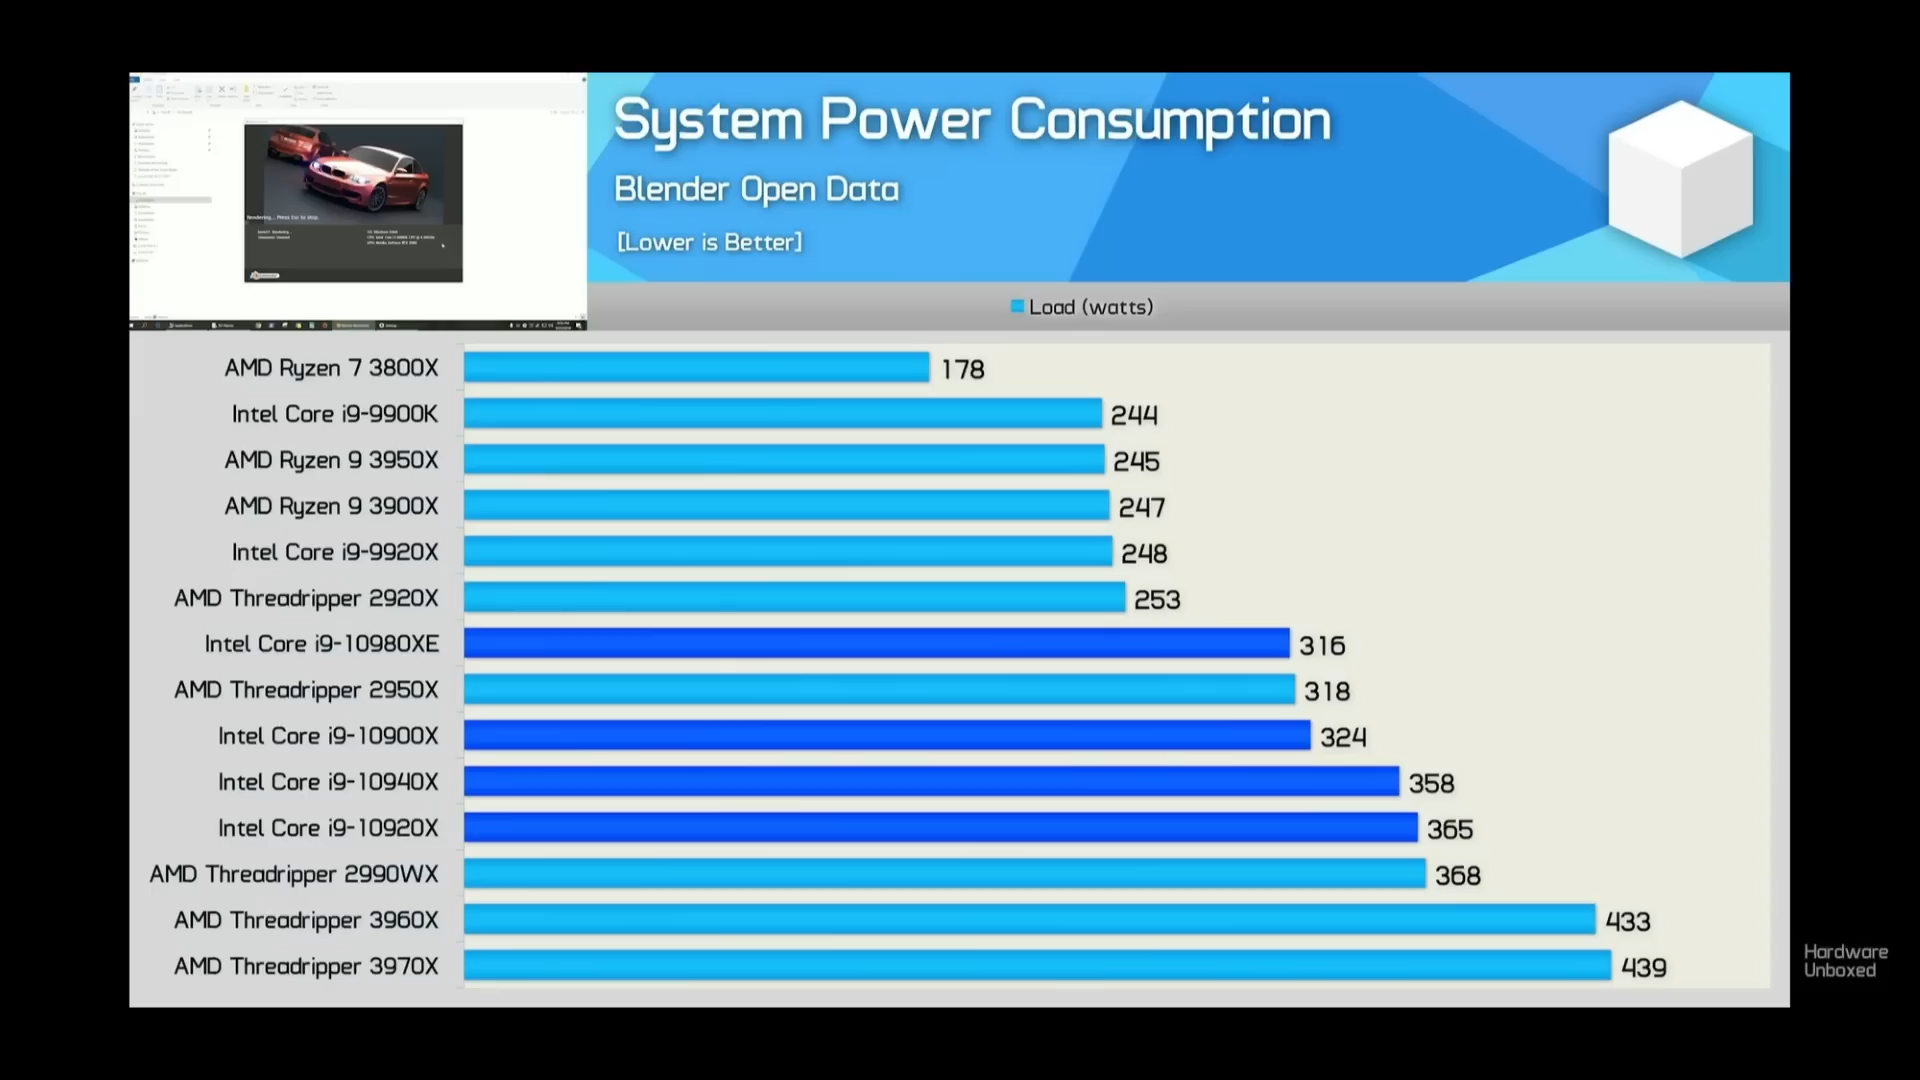 System Power Consumption
Blender Open Data
[Lower is Better]
Load (watts)
AMD Ryzen 7 3800X 178
Intel Core i9-9900K 244
AMD Ryzen 9 3950X 245
AMD Ryzen 9 3900X 247
Intel Core i9-9920X 248
AMD Threadripper 2920X 253
Intel Core i9-10980XE 316
AMD Threadripper 2950X 318
Intel Core i9-10900X 324
Intel Core i9-10940X 358
Intel Core i9-10920X 365
AMD Threadripper 2990WX 368
AMD Threadripper 3960X 433
AMD Threadripper 3970X 439
Hardware
Unboxed